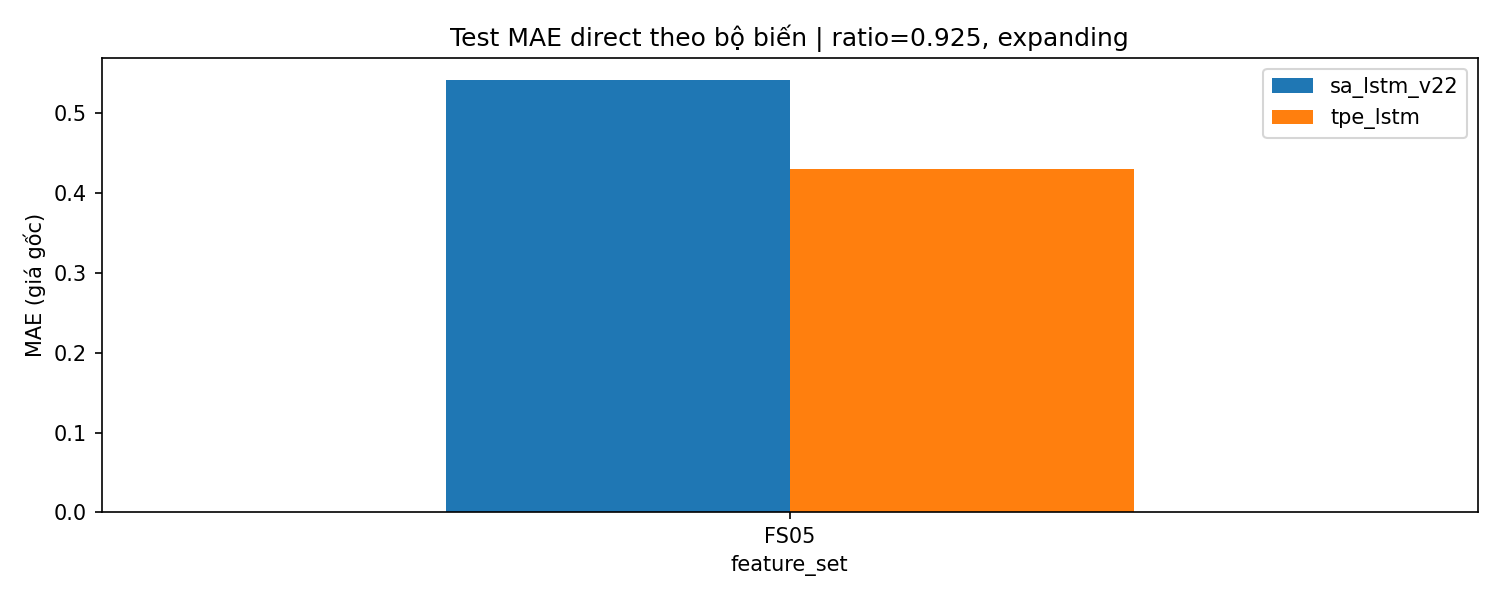 Test MAE direct theo bộ biến | ratio=0.925, expanding
sa_lstm_v22
tpe_lstm
MAE (giá gốc)
0.5
0.4
0.3
0.2
0.1
0.0
FS05
feature_set